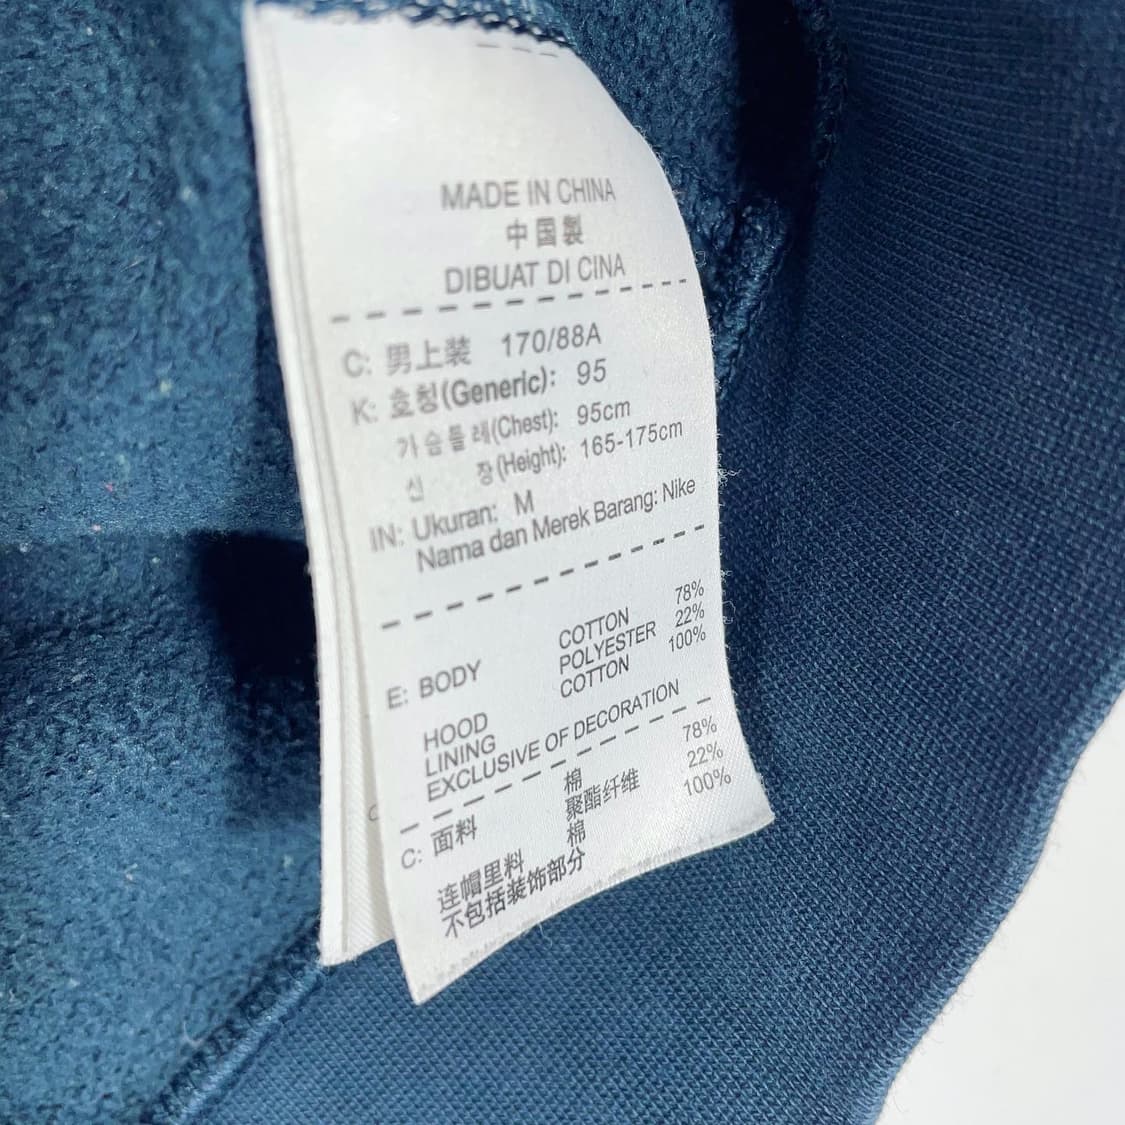 MADE IN CHINA
中国製
DIBUAT DI CINA
C: 男上装 170/88A
K: 호칭(Generic): 95
가슴둘레(Chest): 95cm
신 장(Height): 165-175cm
IN: Ukuran: M
Nama dan Merek Barang: Nike
E: BODY COTTON 78%
POLYESTER 22%
HOOD LINING COTTON 100%
EXCLUSIVE OF DECORATION
C: 面料 棉 78%
聚酯纤维 22%
连帽里料 棉 100%
不包括装饰部分